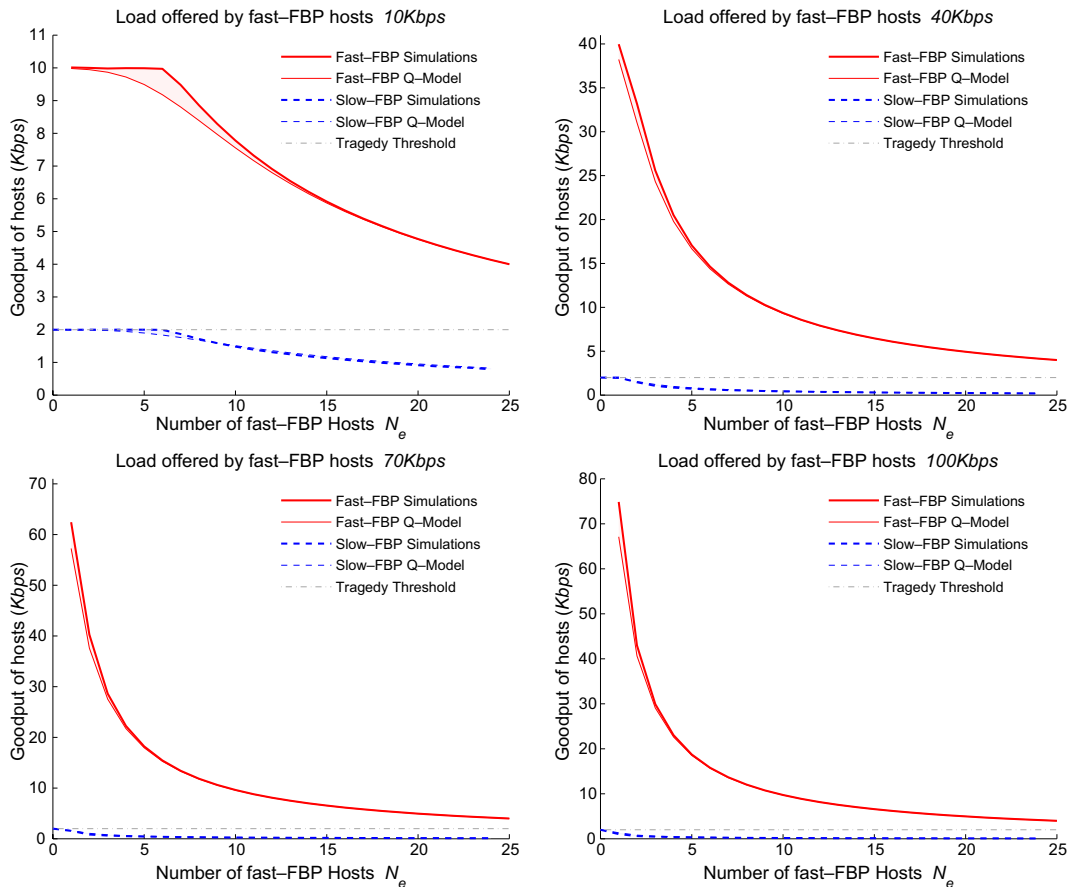 Load offered by fast–FBP hosts 10Kbps
Goodput of hosts (Kbps)
11
10
9
8
7
6
5
4
3
2
1
0
Fast–FBP Simulations
Fast–FBP Q–Model
Slow–FBP Simulations
Slow–FBP Q–Model
Tragedy Threshold
0 5 10 15 20 25
Number of fast–FBP Hosts N_e
Load offered by fast–FBP hosts 40Kbps
Goodput of hosts (Kbps)
40
35
30
25
20
15
10
5
0
Fast–FBP Simulations
Fast–FBP Q–Model
Slow–FBP Simulations
Slow–FBP Q–Model
Tragedy Threshold
0 5 10 15 20 25
Number of fast–FBP Hosts N_e
Load offered by fast–FBP hosts 70Kbps
Goodput of hosts (Kbps)
70
60
50
40
30
20
10
0
Fast–FBP Simulations
Fast–FBP Q–Model
Slow–FBP Simulations
Slow–FBP Q–Model
Tragedy Threshold
0 5 10 15 20 25
Number of fast–FBP Hosts N_e
Load offered by fast–FBP hosts 100Kbps
Goodput of hosts (Kbps)
80
70
60
50
40
30
20
10
0
Fast–FBP Simulations
Fast–FBP Q–Model
Slow–FBP Simulations
Slow–FBP Q–Model
Tragedy Threshold
0 5 10 15 20 25
Number of fast–FBP Hosts N_e